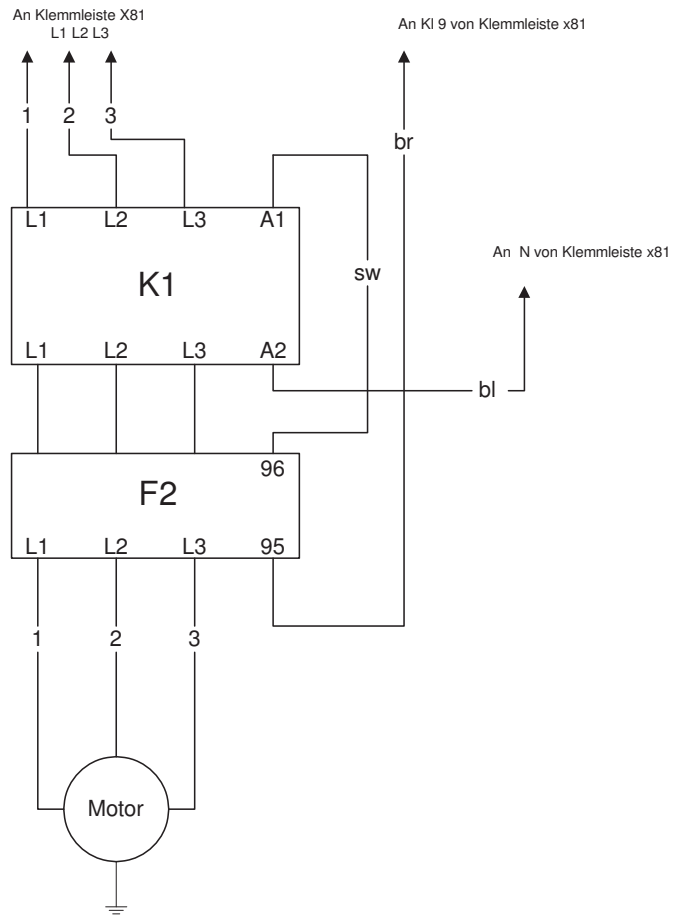 An Klemmleiste X81
L1 L2 L3
An Kl 9 von Klemmleiste x81
1 2 3
br
L1 L2 L3 A1
An N von Klemmleiste x81
sw
K1
L1 L2 L3 A2
bl
96
F2
L1 L2 L3 95
1 2 3
Motor